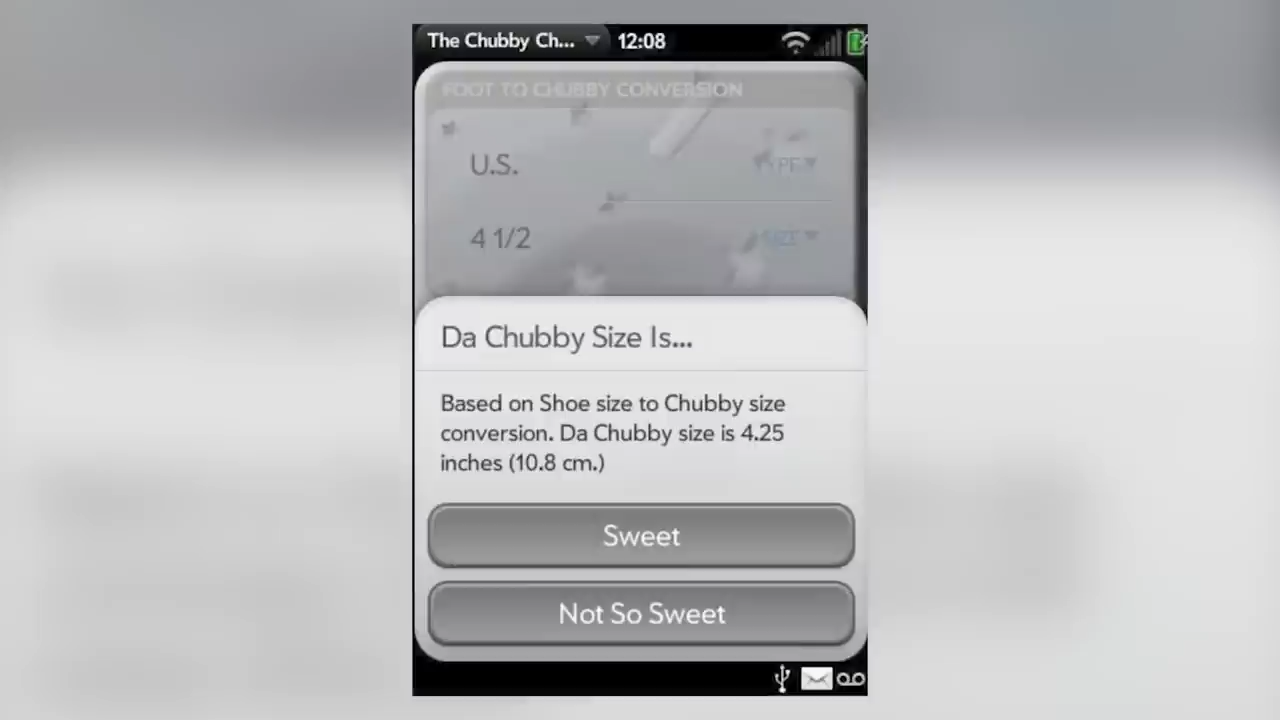 The Chubby Ch... 12:08
FOOT TO CHUBBY CONVERSION
U.S. TYPE
4 1/2 SIZE
Da Chubby Size Is...
Based on Shoe size to Chubby size
conversion. Da Chubby size is 4.25
inches (10.8 cm.)
Sweet
Not So Sweet